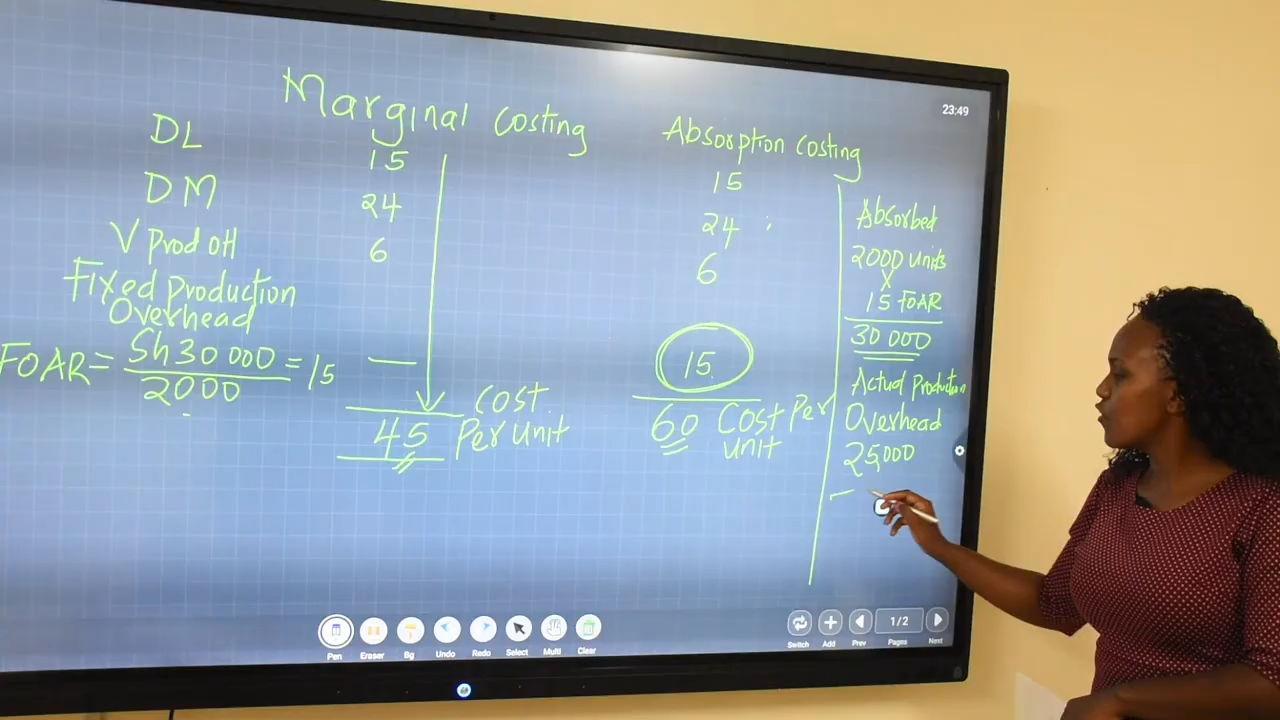 Marginal Costing
23:49
DL
15
DM
24
V Prod OH
6
Fixed Production
Overhead
FOAR = Sh 30 000 = 15
2000
—
45
Cost
Per Unit
Absorption Costing
15
24
6
15
60 Cost Per
Unit
Absorbed
2000 units
X
15 FOAR
30 000
Actual Production
Overhead
25,000
Pen
Eraser
Bg
Undo
Redo
Select
Multi
Clear
Switch
Add
Prev
1/2
Pages
Next